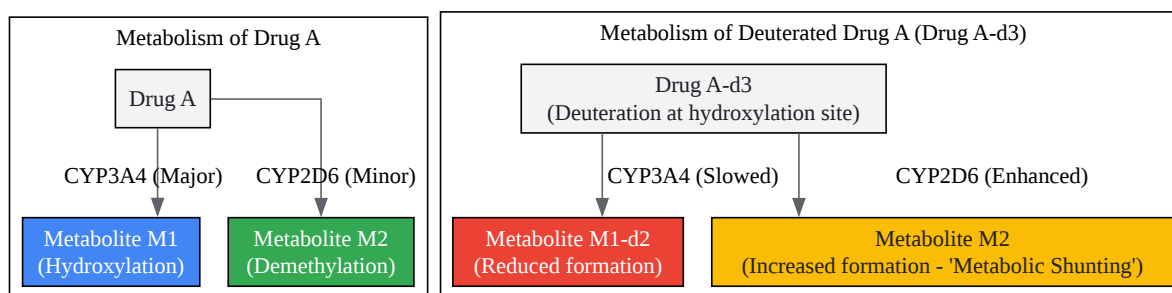 Metabolism of Drug A
Drug A
CYP3A4 (Major)
CYP2D6 (Minor)
Metabolite M1
(Hydroxylation)
Metabolite M2
(Demethylation)
Metabolism of Deuterated Drug A (Drug A-d3)
Drug A-d3
(Deuteration at hydroxylation site)
CYP3A4 (Slowed)
CYP2D6 (Enhanced)
Metabolite M1-d2
(Reduced formation)
Metabolite M2
(Increased formation - 'Metabolic Shunting')